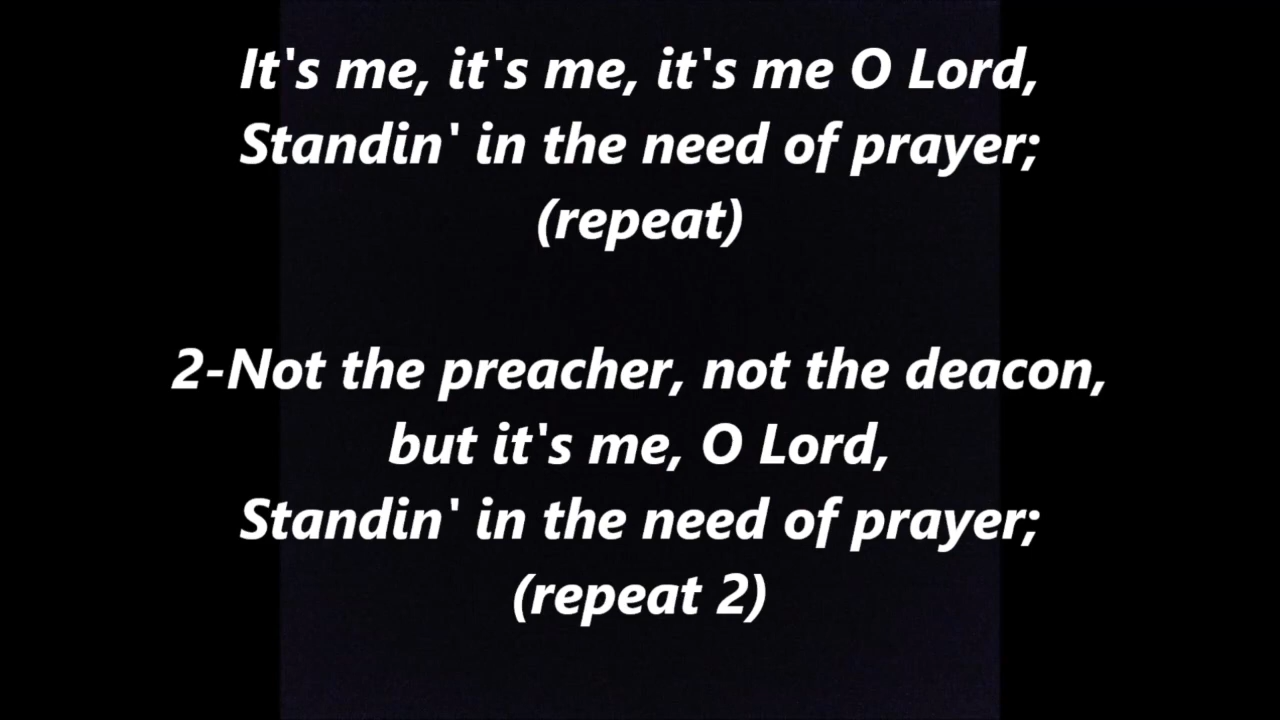 It's me, it's me, it's me O Lord,
Standin' in the need of prayer;
(repeat)
2-Not the preacher, not the deacon,
but it's me, O Lord,
Standin' in the need of prayer;
(repeat 2)